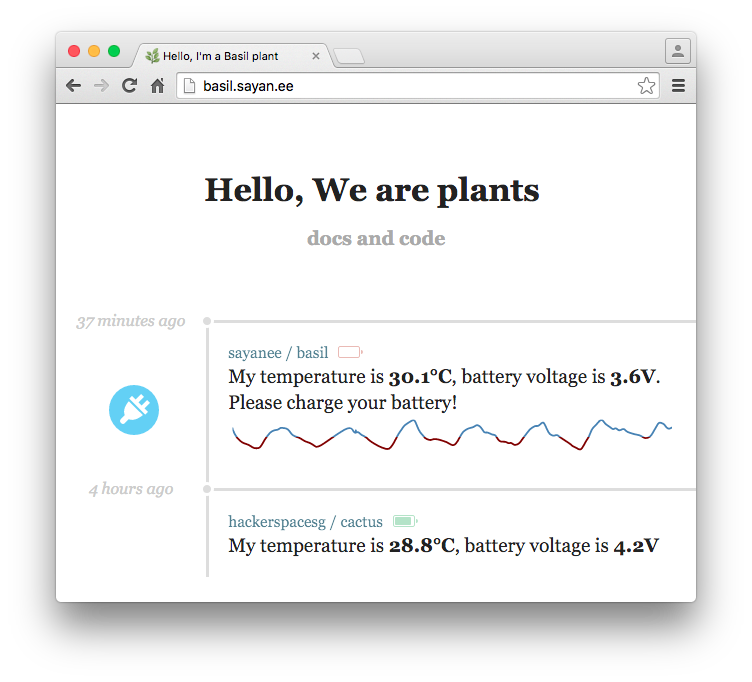 Hello, I'm a Basil plant
basil.sayan.ee
Hello, We are plants
docs and code
37 minutes ago
sayanee / basil
My temperature is 30.1°C, battery voltage is 3.6V.
Please charge your battery!
4 hours ago
hackerspacesg / cactus
My temperature is 28.8°C, battery voltage is 4.2V